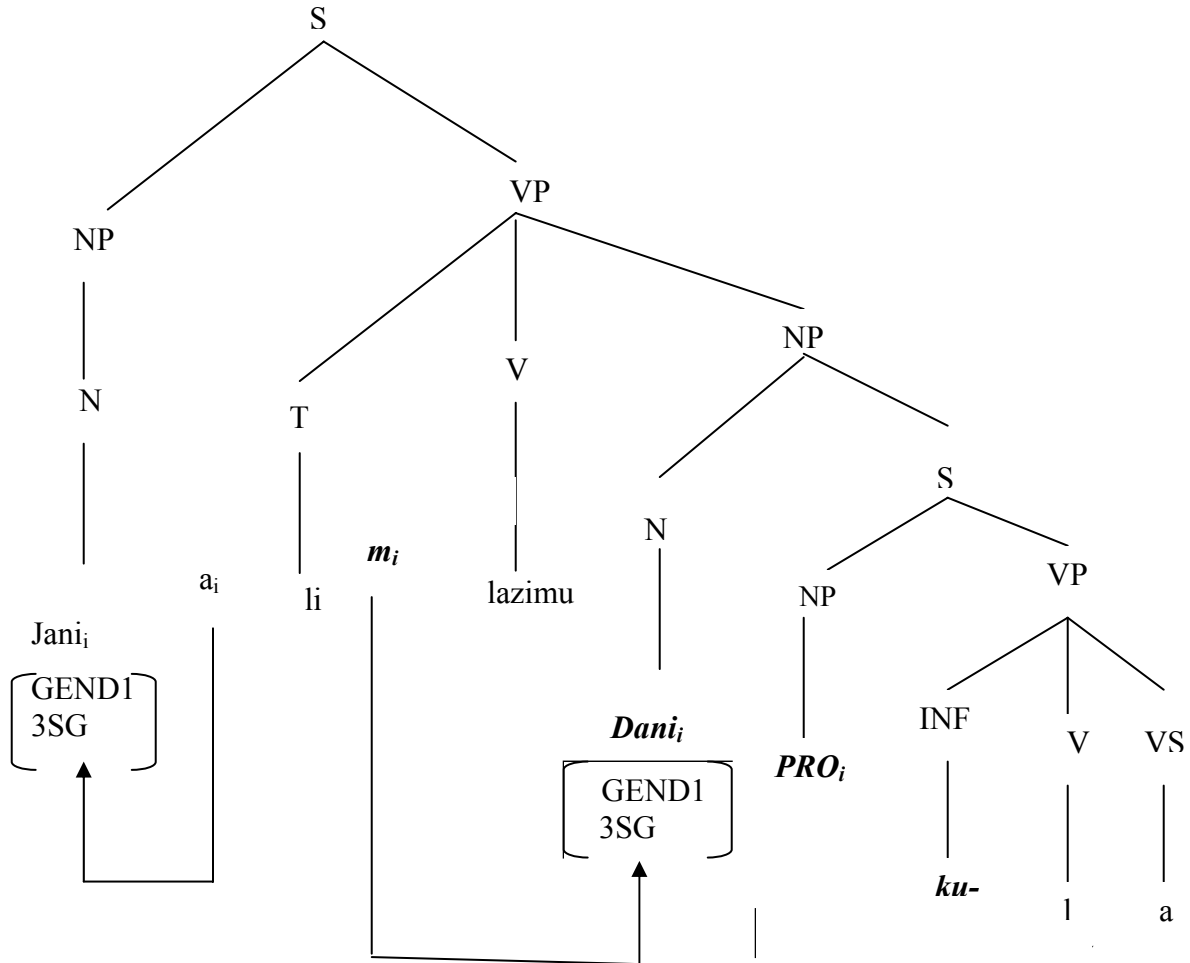 S
VP
NP
NP
V
N
T
S
N
m_i
VP
a_i
li
lazimu
NP
Jani_i
GEND1
3SG
INF
Dani_i
V
VS
PRO_i
GEND1
3SG
ku-
l
a